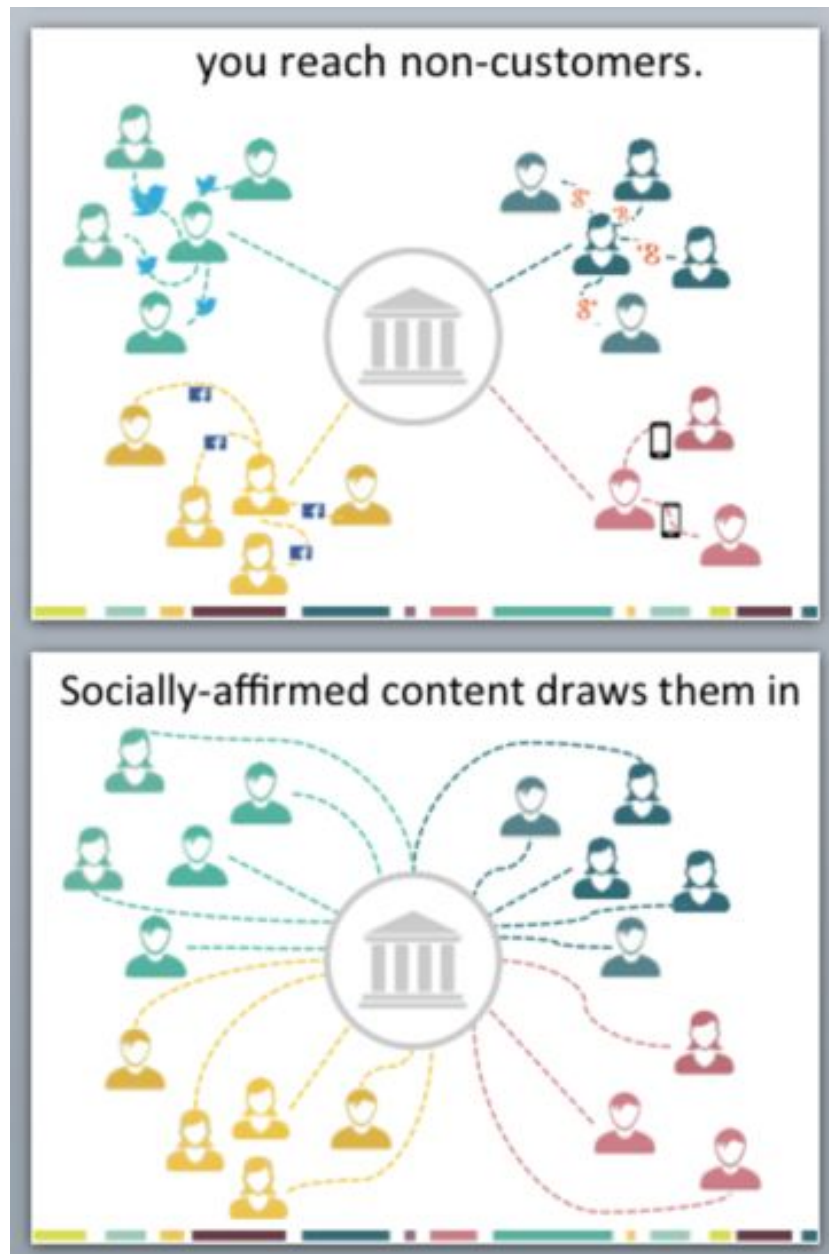 you reach non-customers.
Socially-affirmed content draws them in